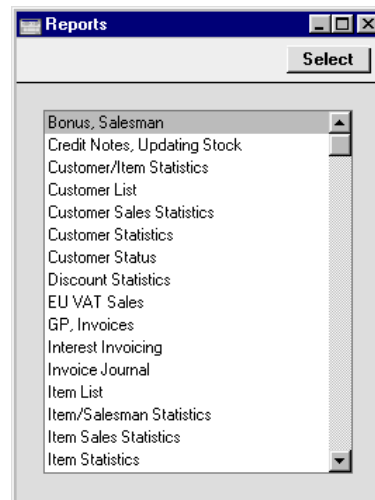 Reports
Select
Bonus, Salesman
Credit Notes, Updating Stock
Customer/Item Statistics
Customer List
Customer Sales Statistics
Customer Statistics
Customer Status
Discount Statistics
EU VAT Sales
GP, Invoices
Interest Invoicing
Invoice Journal
Item List
Item/Salesman Statistics
Item Sales Statistics
Item Statistics